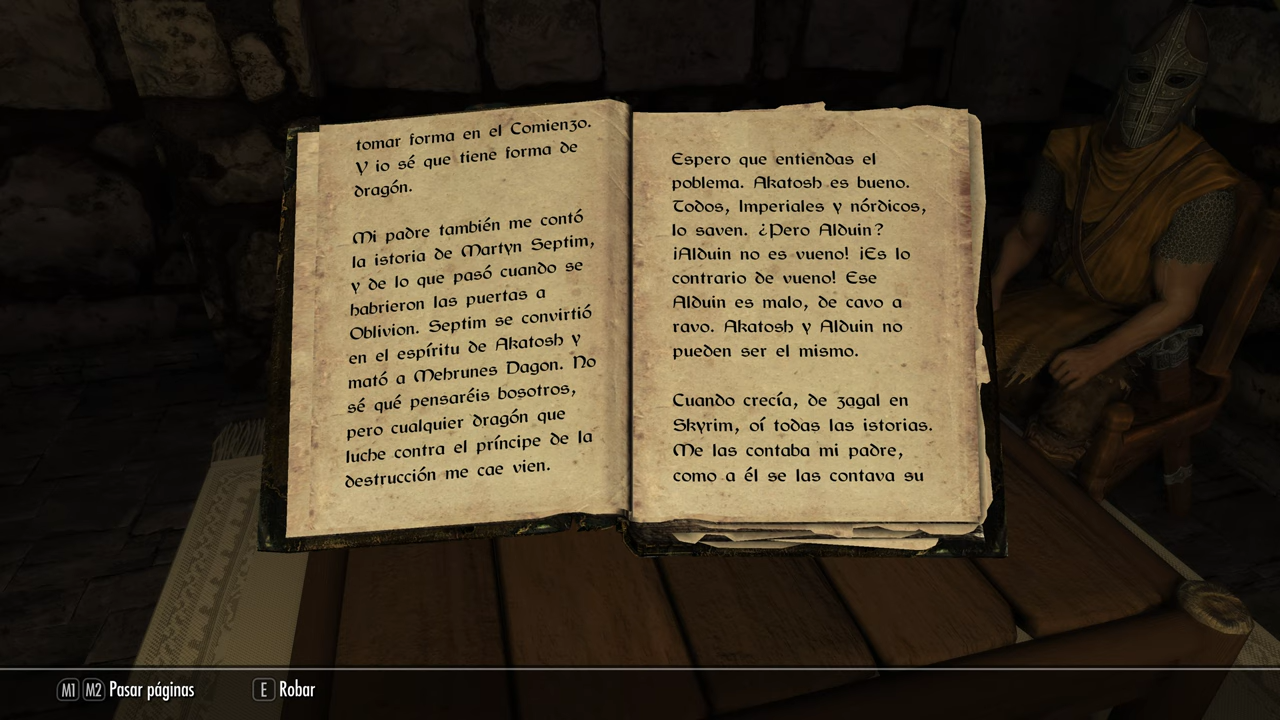 tomar forma en el Comienzo.
Y io sé que tiene forma de
dragón.
Mi padre también me contó
la istoria de Martyn Septim,
y de lo que pasó cuando se
habrieron las puertas a
Oblivion. Septim se convirtió
en el espíritu de Akatosh y
mató a Mehrunes Dagon. No
sé qué pensaréis bosotros,
pero cualquier dragón que
luche contra el príncipe de la
destrucción me cae vien.
Espero que entiendas el
poblema. Akatosh es bueno.
Todos, Imperiales y nórdicos,
lo saven. ¿Pero Alduin?
¡Alduin no es vueno! ¡Es lo
contrario de vueno! Ese
Alduin es malo, de cavo a
ravo. Akatosh y Alduin no
pueden ser el mismo.
Cuando crecía, de zagal en
Skyrim, oí todas las istorias.
Me las contaba mi padre,
como a él se las contava su
M1 M2 Pasar páginas
E Robar